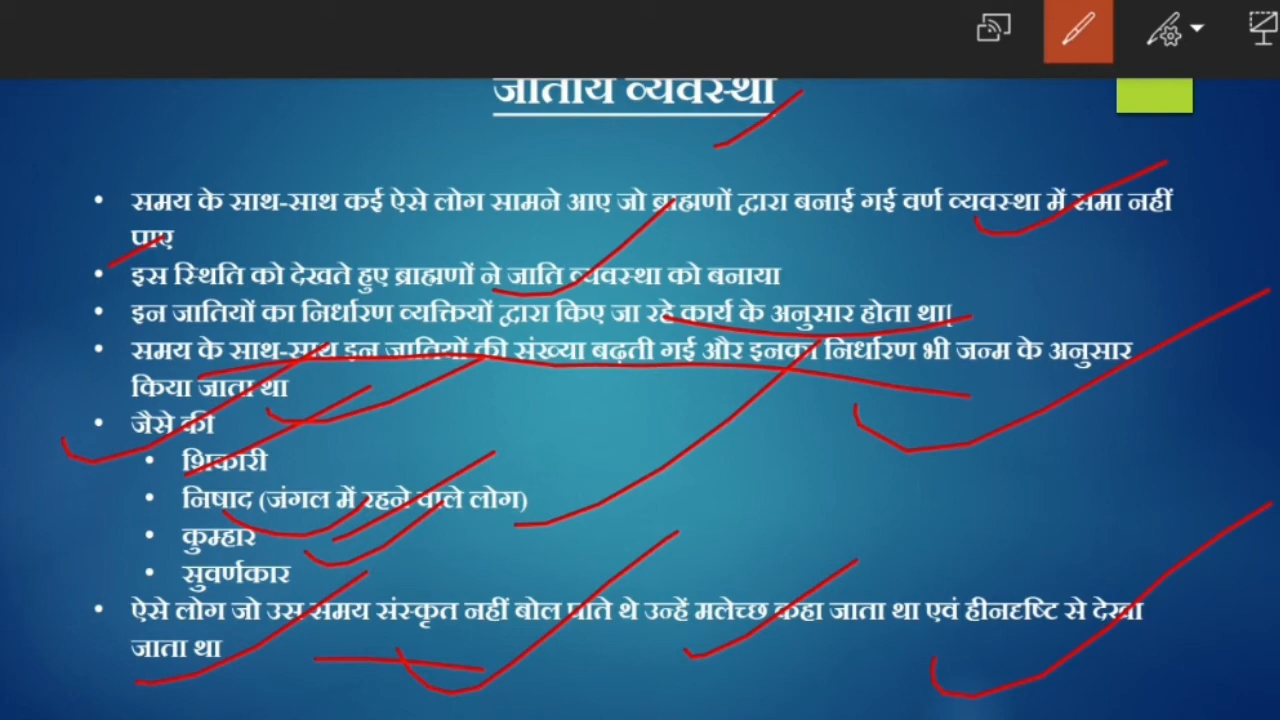 जातीय व्यवस्था
समय के साथ-साथ कई ऐसे लोग सामने आए जो ब्राह्मणों द्वारा बनाई गई वर्ण व्यवस्था में समा नहीं
पाए
इस स्थिति को देखते हुए ब्राह्मणों ने जाति व्यवस्था को बनाया
इन जातियों का निर्धारण व्यक्तियों द्वारा किए जा रहे कार्य के अनुसार होता था|
समय के साथ-साथ इन जातियों की संख्या बढ़ती गई और इनका निर्धारण भी जन्म के अनुसार
किया जाता था
जैसे की
शिकारी
निषाद (जंगल में रहने वाले लोग)
कुम्हार
सुवर्णकार
ऐसे लोग जो उस समय संस्कृत नहीं बोल पाते थे उन्हें मलेच्छ कहा जाता था एवं हीनदृष्टि से देखा
जाता था